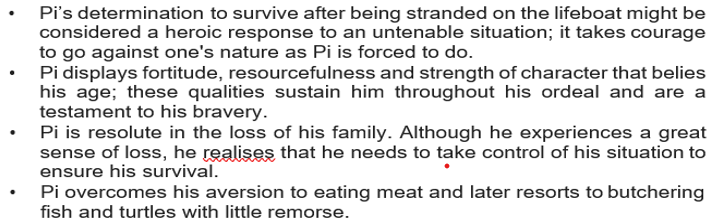 • Pi's determination to survive after being stranded on the lifeboat might be
considered a heroic response to an untenable situation; it takes courage
to go against one's nature as Pi is forced to do.
• Pi displays fortitude, resourcefulness and strength of character that belies
his age; these qualities sustain him throughout his ordeal and are a
testament to his bravery.
• Pi is resolute in the loss of his family. Although he experiences a great
sense of loss, he realises that he needs to take control of his situation to
ensure his survival.
• Pi overcomes his aversion to eating meat and later resorts to butchering
fish and turtles with little remorse.